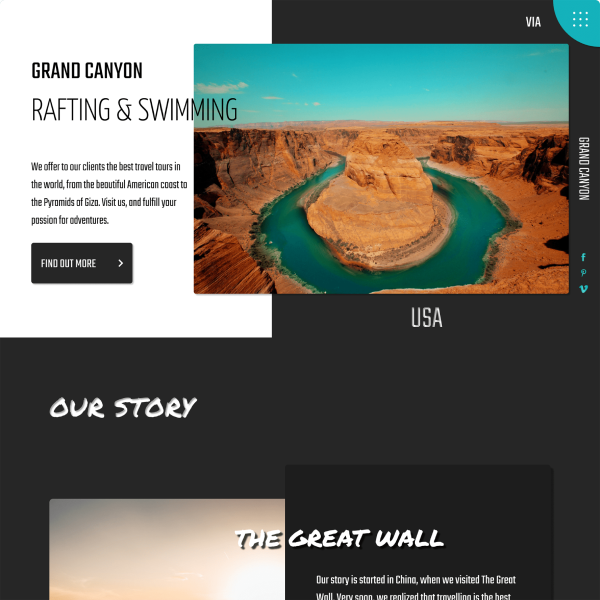 VIA
GRAND CANYON
RAFTING & SWIMMING
We offer to our clients the best travel tours in
the world, from the beautiful American coast to
the Pyramids of Giza. Visit us, and fulfill your
passion for adventures.
FIND OUT MORE
GRAND CANYON
USA
OUR STORY
THE GREAT WALL
Our story is started in China, when we visited The Great
Wall. Very soon, we realized that travelling is the best